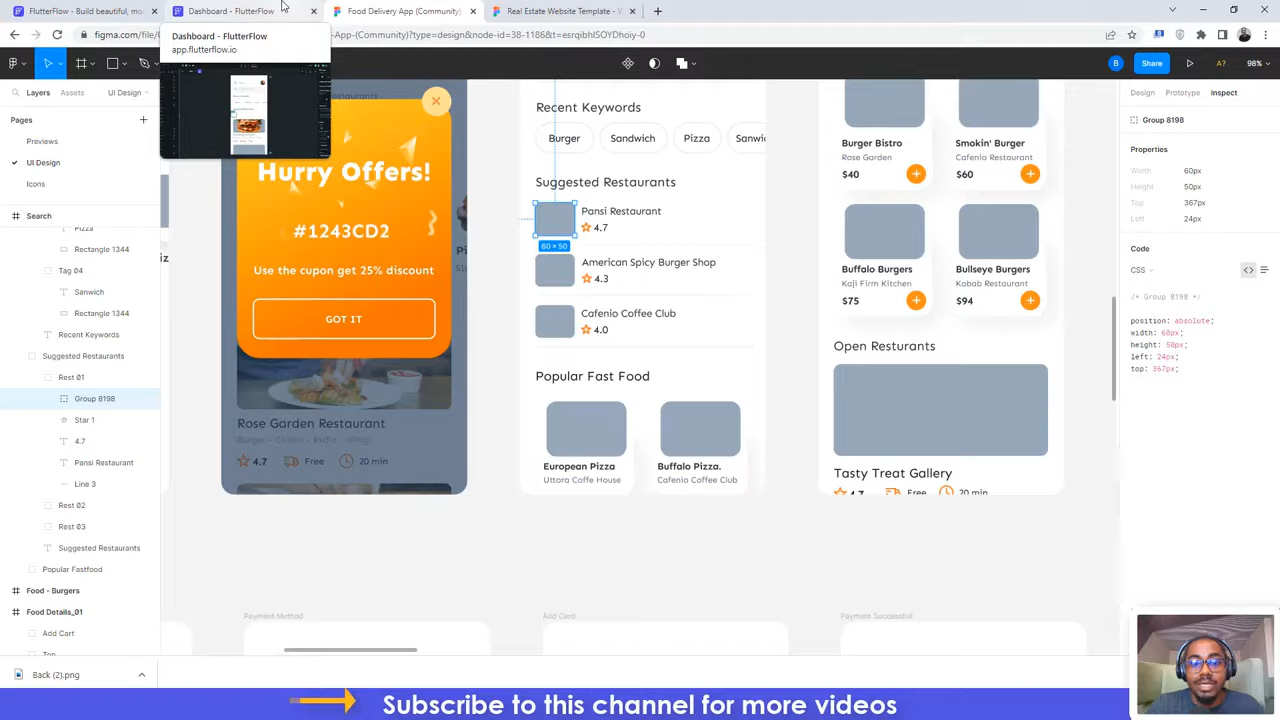 FlutterFlow - Build beautiful, mo
Dashboard - FlutterFlow
Food Delivery App (Community)
Real Estate Website Template - W
figma.com/file/
-App-(Community)?type=design&node-id=38-1186&t=esrqibhISOYDhoiy-0
Dashboard - FlutterFlow
app.flutterflow.io
B
Share
A?
98%
Layers
Assets
UI Design
Pages
Previews
UI Design
Icons
Search
Pizza
Rectangle 1344
Tag 04
Sanwich
Rectangle 1344
Recent Keywords
Suggested Restaurants
Rest 01
Group 8198
Star 1
4.7
Pansi Restaurant
Line 3
Rest 02
Rest 03
Suggested Restaurants
Popular Fastfood
Food - Burgers
Food Details_01
Add Cart
Hurry Offers!
#1243CD2
Use the cupon get 25% discount
GOT IT
Rose Garden Restaurant
4.7
Free
20 min
Recent Keywords
Burger
Sandwich
Pizza
Sanwi
Suggested Restaurants
Pansi Restaurant
4.7
60 × 50
American Spicy Burger Shop
4.3
Cafenio Coffee Club
4.0
Popular Fast Food
European Pizza
Uttora Coffe House
Buffalo Pizza.
Cafenio Coffee Club
Burger Bistro
Rose Garden
$40
Smokin' Burger
Cafenio Restaurant
$60
Buffalo Burgers
Kaji Firm Kitchen
$75
Bullseye Burgers
Kabab Restaurant
$94
Open Resturants
Tasty Treat Gallery
4.7
Free
20 min
Payment Method
Add Card
Payment Successfull
Design
Prototype
Inspect
Group 8198
Properties
Width
60px
Height
50px
Top
367px
Left
24px
Code
CSS
/* Group 8198 */
position: absolute;
width: 60px;
height: 50px;
left: 24px;
top: 367px;
Back (2).png
Subscribe to this channel for more videos